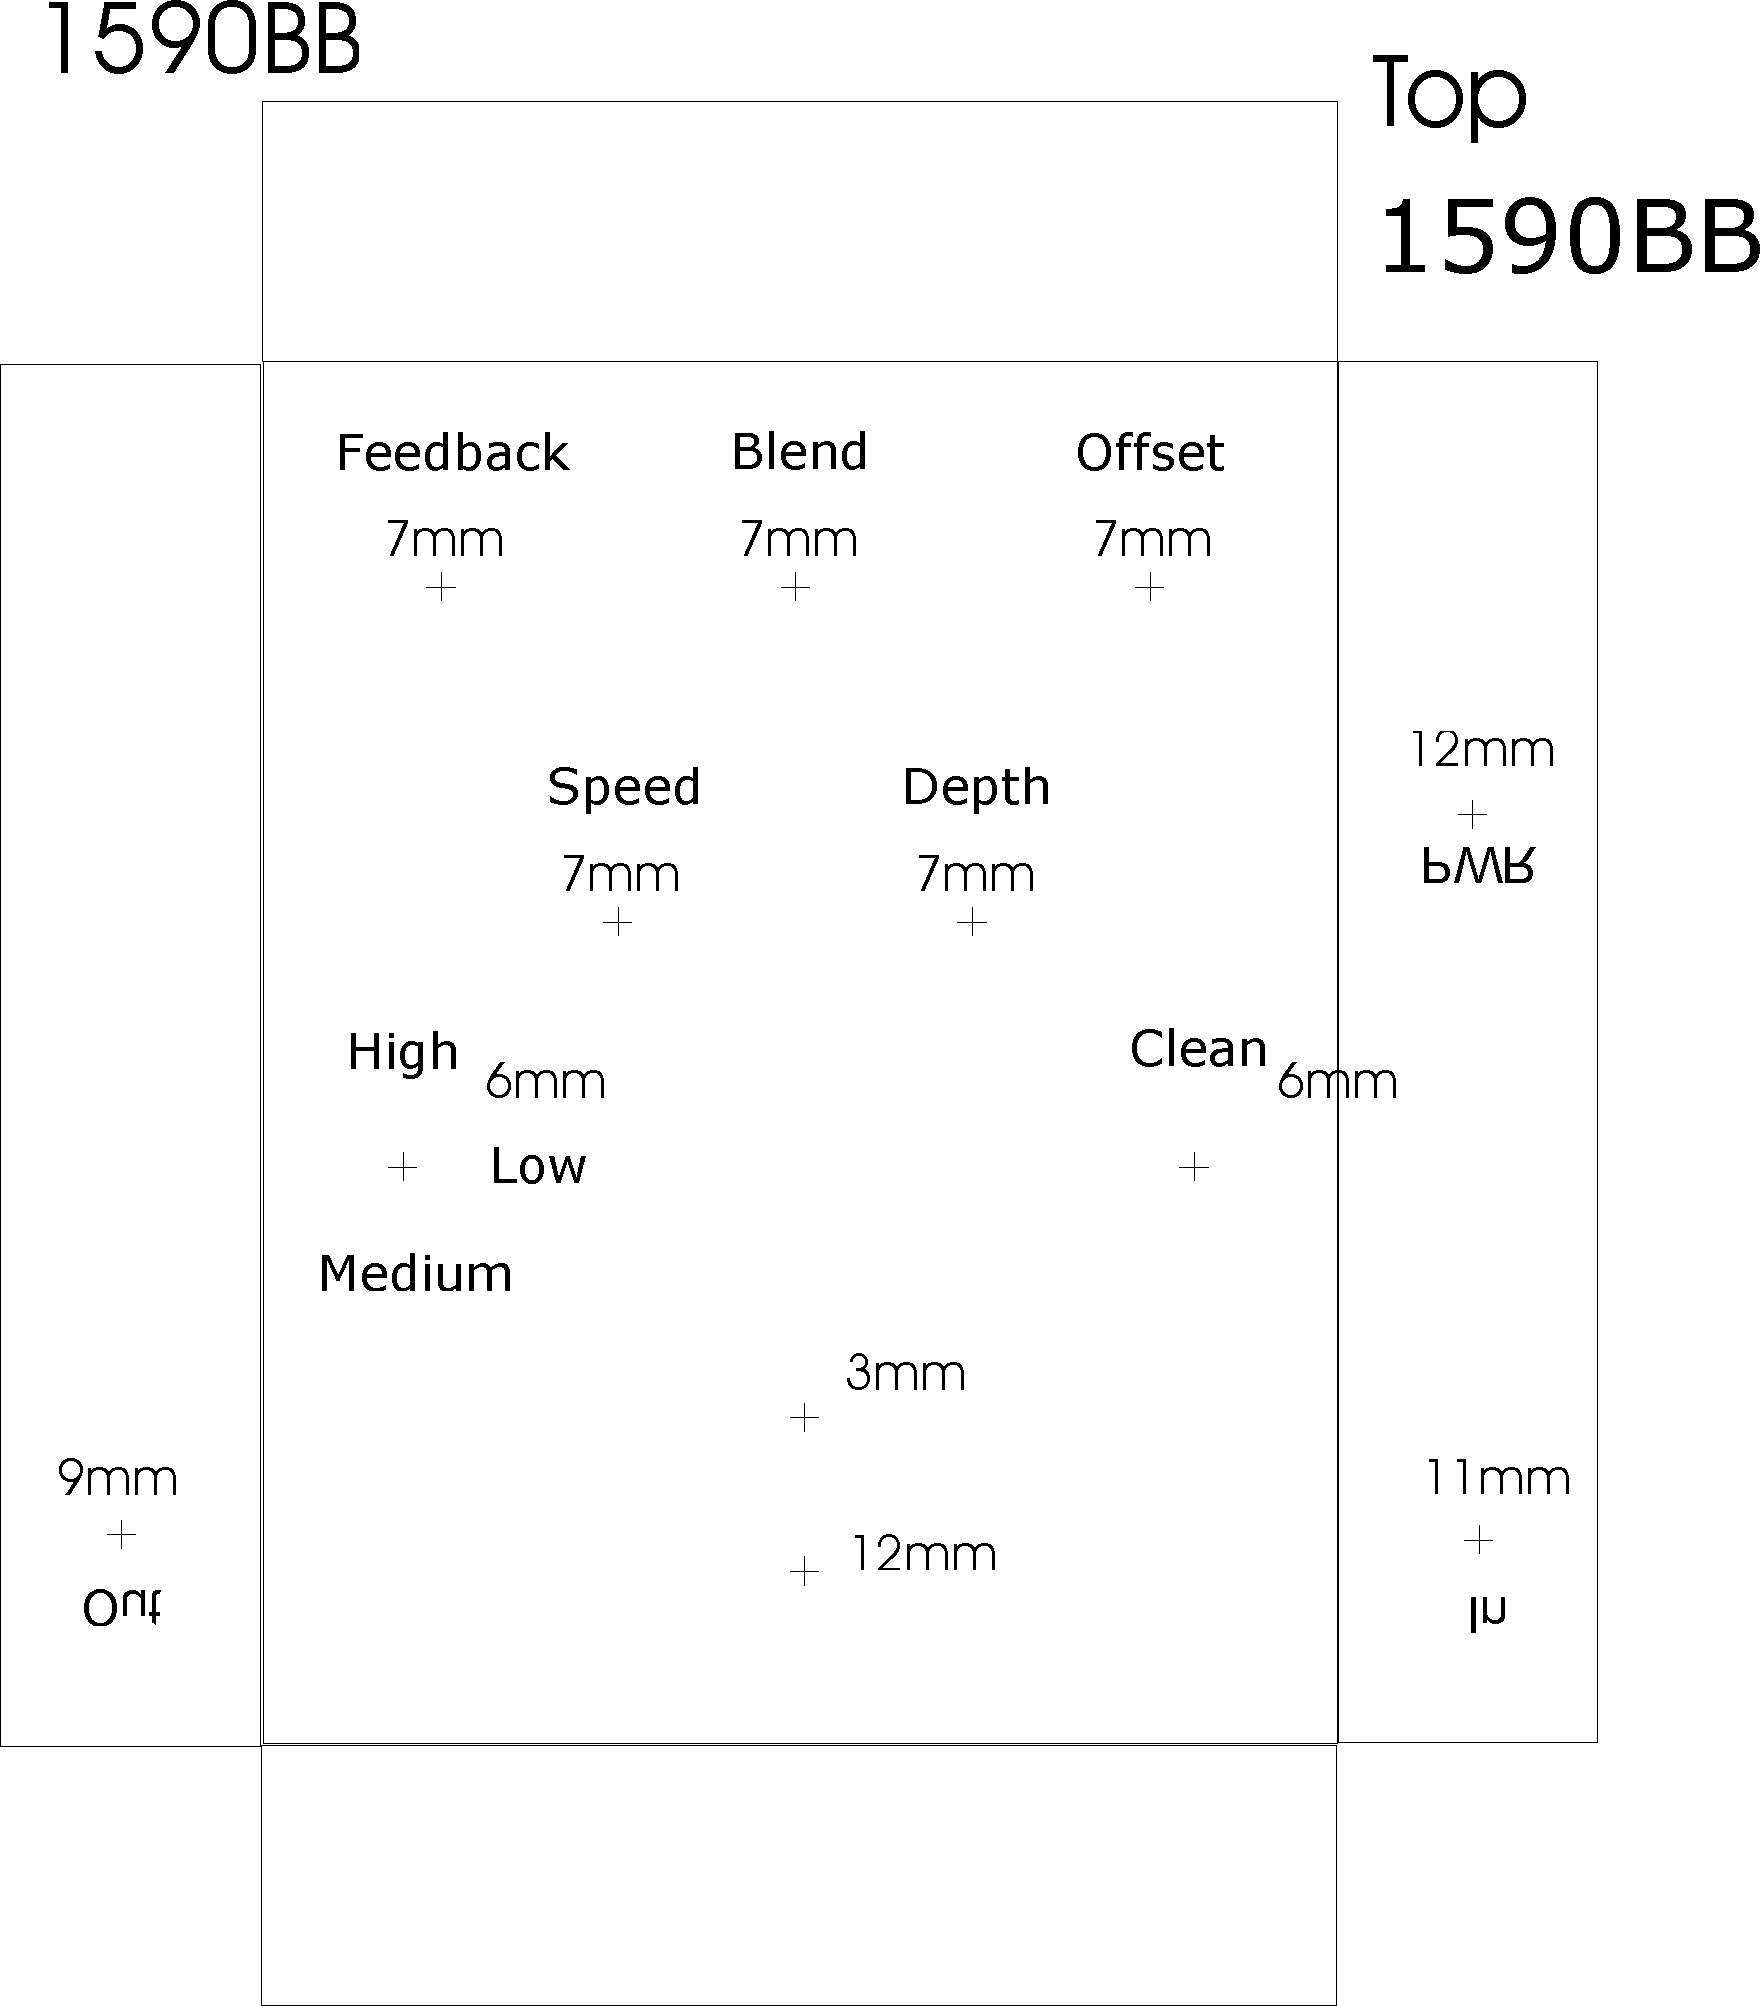 1590BB
Top
1590BB
Feedback Blend Offset
7mm 7mm 7mm
12mm
PWR
Speed Depth
7mm 7mm
High 6mm
Clean 6mm
Low
Medium
3mm
9mm
11mm
12mm
Out
In